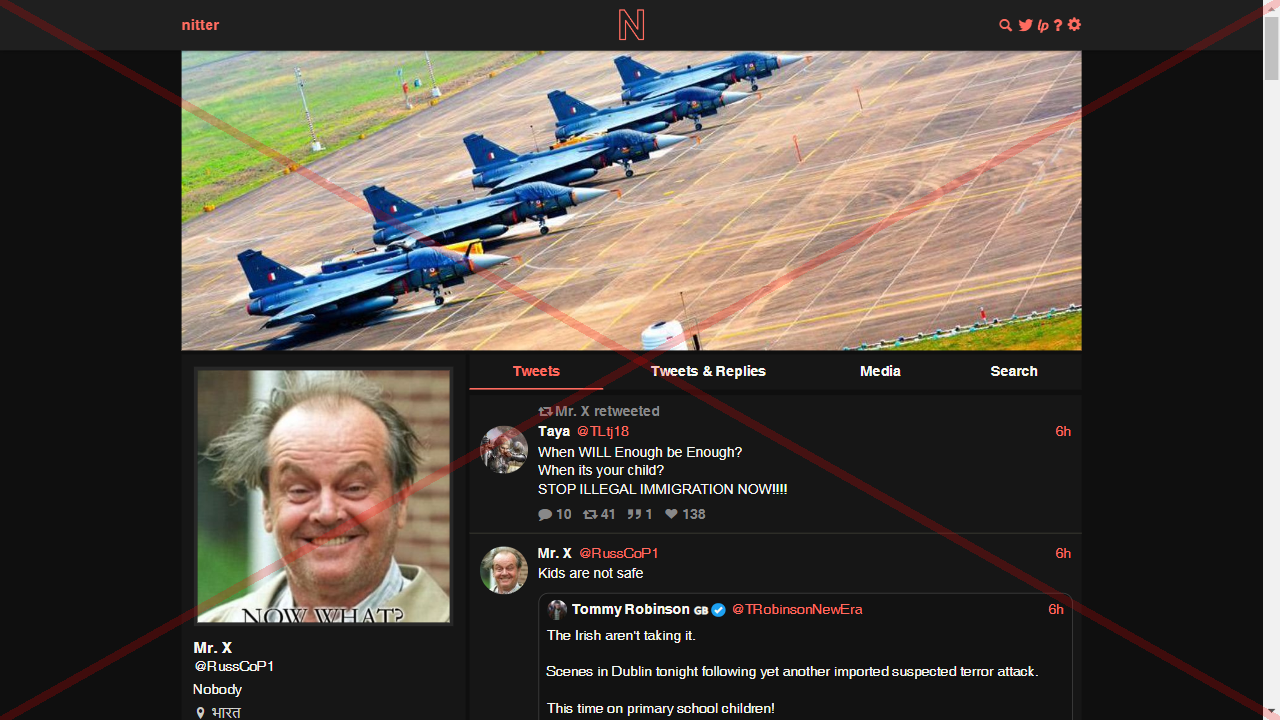 nitter
N
lp ?
Tweets
Tweets & Replies
Media
Search
NOW WHAT?
Mr. X
@RussCoP1
Nobody
भारत
Mr. X retweeted
Taya @TLtj18 6h
When WILL Enough be Enough?
When its your child?
STOP ILLEGAL IMMIGRATION NOW!!!!
10 41 1 138
Mr. X @RussCoP1 6h
Kids are not safe
Tommy Robinson GB @TRobinsonNewEra 6h
The Irish aren't taking it.
Scenes in Dublin tonight following yet another imported suspected terror attack.
This time on primary school children!